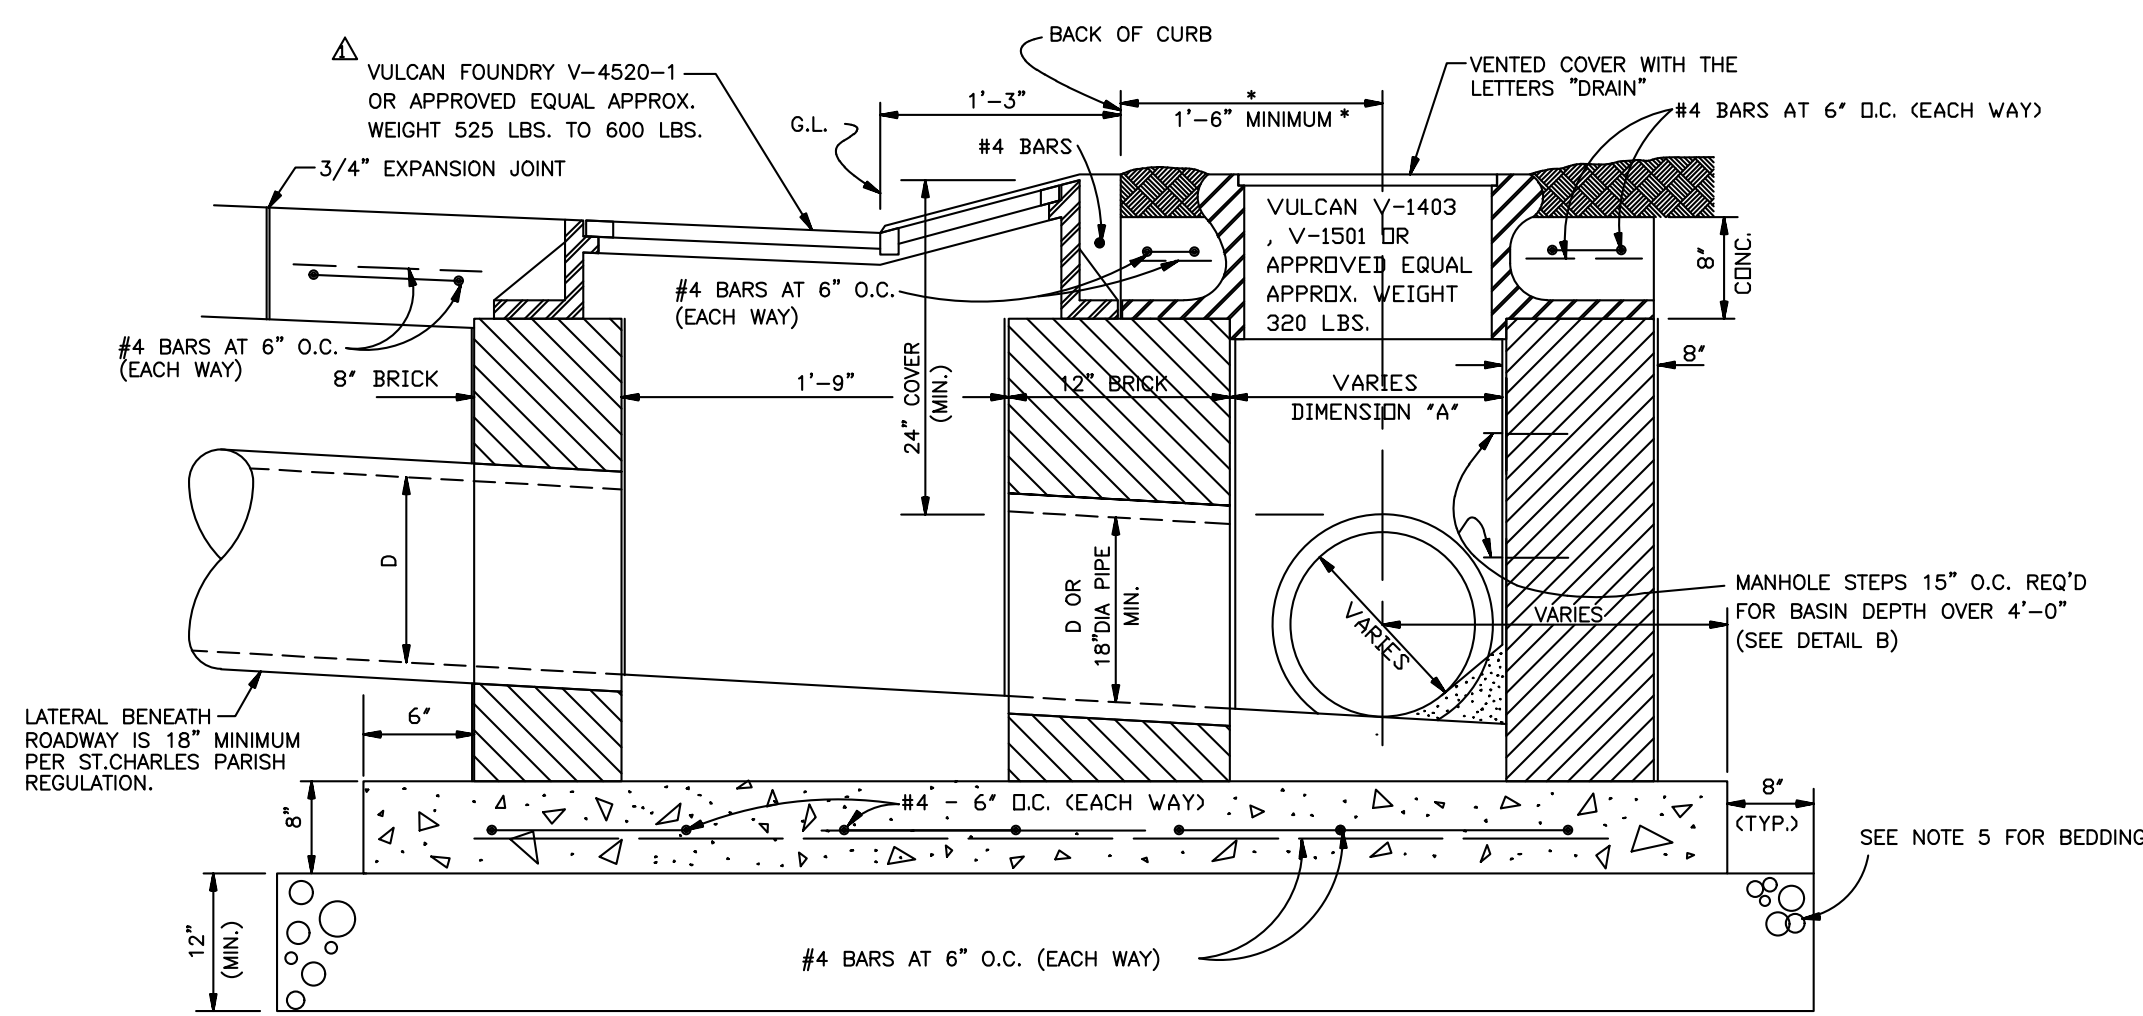 BACK OF CURB
1
VULCAN FOUNDRY V-4520-1
OR APPROVED EQUAL APPROX.
WEIGHT 525 LBS. TO 600 LBS.
3/4" EXPANSION JOINT
G.L.
1'-3"
*
1'-6" MINIMUM *
#4 BARS
VENTED COVER WITH THE
LETTERS "DRAIN"
#4 BARS AT 6" O.C. (EACH WAY)
VULCAN V-1403
, V-1501 OR
APPROVED EQUAL
APPROX. WEIGHT
320 LBS.
8"
CONC.
#4 BARS AT 6" O.C.
(EACH WAY)
#4 BARS AT 6" O.C.
(EACH WAY)
8" BRICK
1'-9"
24" COVER
(MIN.)
12" BRICK
VARIES
DIMENSION "A"
8"
D
D OR
18"DIA PIPE
MIN.
VARIES
VARIES
MANHOLE STEPS 15" O.C. REQ'D
FOR BASIN DEPTH OVER 4'-0"
(SEE DETAIL B)
LATERAL BENEATH
ROADWAY IS 18" MINIMUM
PER ST.CHARLES PARISH
REGULATION.
6"
8"
#4 - 6" O.C. (EACH WAY)
8"
(TYP.)
SEE NOTE 5 FOR BEDDING
12"
(MIN.)
#4 BARS AT 6" O.C. (EACH WAY)